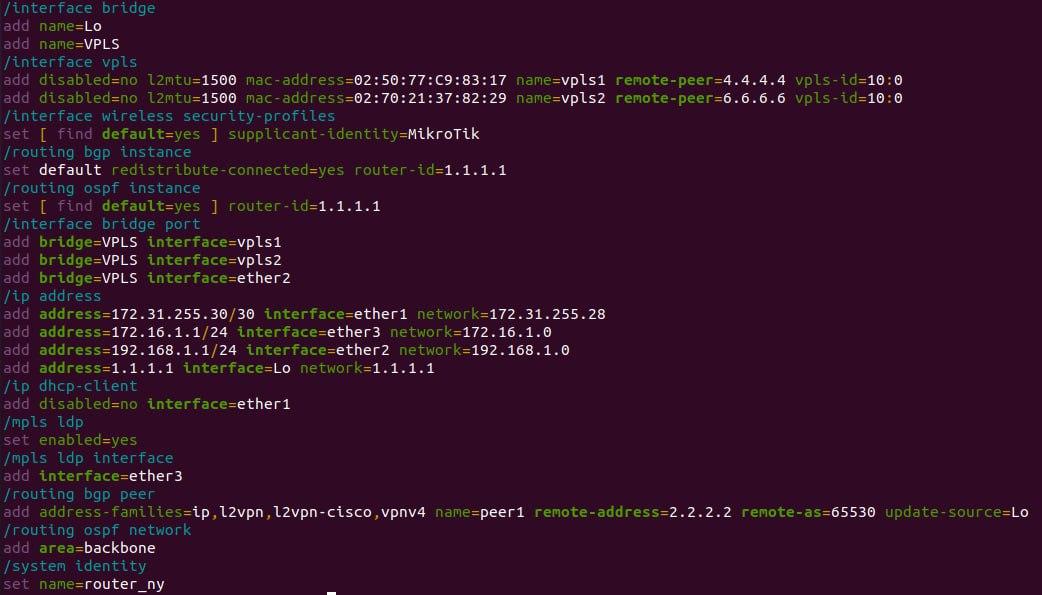 /interface bridge
add name=Lo
add name=VPLS
/interface vpls
add disabled=no l2mtu=1500 mac-address=02:50:77:C9:83:17 name=vpls1 remote-peer=4.4.4.4 vpls-id=10:0
add disabled=no l2mtu=1500 mac-address=02:70:21:37:82:29 name=vpls2 remote-peer=6.6.6.6 vpls-id=10:0
/interface wireless security-profiles
set [ find default=yes ] supplicant-identity=MikroTik
/routing bgp instance
set default redistribute-connected=yes router-id=1.1.1.1
/routing ospf instance
set [ find default=yes ] router-id=1.1.1.1
/interface bridge port
add bridge=VPLS interface=vpls1
add bridge=VPLS interface=vpls2
add bridge=VPLS interface=ether2
/ip address
add address=172.31.255.30/30 interface=ether1 network=172.31.255.28
add address=172.16.1.1/24 interface=ether3 network=172.16.1.0
add address=192.168.1.1/24 interface=ether2 network=192.168.1.0
add address=1.1.1.1 interface=Lo network=1.1.1.1
/ip dhcp-client
add disabled=no interface=ether1
/mpls ldp
set enabled=yes
/mpls ldp interface
add interface=ether3
/routing bgp peer
add address-families=ip,l2vpn,l2vpn-cisco,vpnv4 name=peer1 remote-address=2.2.2.2 remote-as=65530 update-source=Lo
/routing ospf network
add area=backbone
/system identity
set name=router_ny